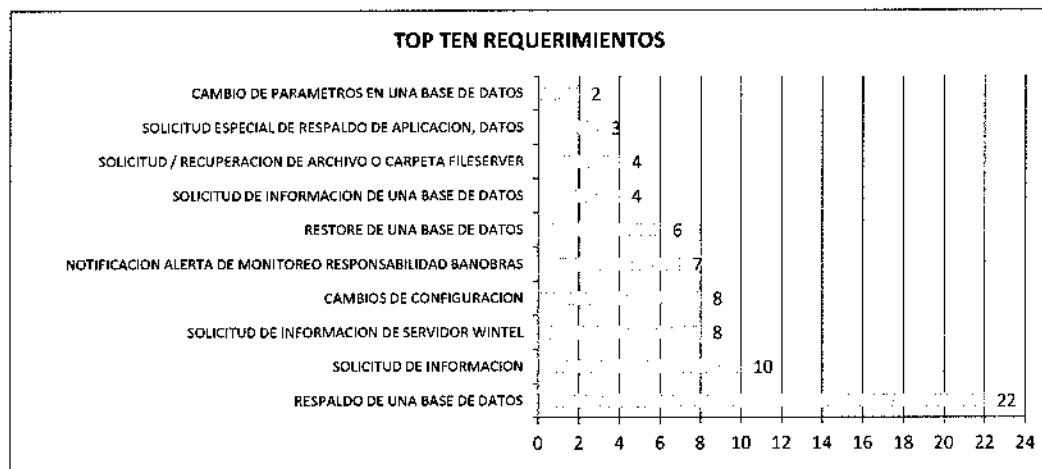 TOP TEN REQUERIMIENTOS
CAMBIO DE PARAMETROS EN UNA BASE DE DATOS 2
SOLICITUD ESPECIAL DE RESPALDO DE APLICACION, DATOS 3
SOLICITUD / RECUPERACION DE ARCHIVO O CARPETA FILESERVER 4
SOLICITUD DE INFORMACION DE UNA BASE DE DATOS 4
RESTORE DE UNA BASE DE DATOS 6
NOTIFICACION ALERTA DE MONITOREO RESPONSABILIDAD BANOBRAS 7
CAMBIOS DE CONFIGURACION 8
SOLICITUD DE INFORMACION DE SERVIDOR WINTEL 8
SOLICITUD DE INFORMACION 10
RESPALDO DE UNA BASE DE DATOS 22
0 2 4 6 8 10 12 14 16 18 20 22 24